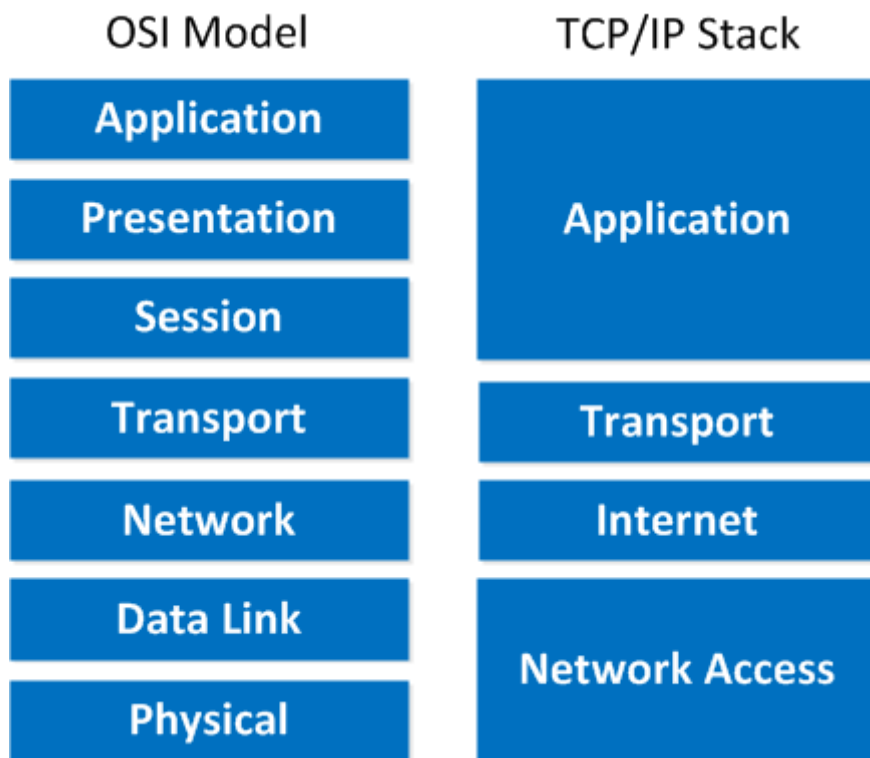 OSI Model
Application
Presentation
Session
Transport
Network
Data Link
Physical
TCP/IP Stack
Application
Transport
Internet
Network Access